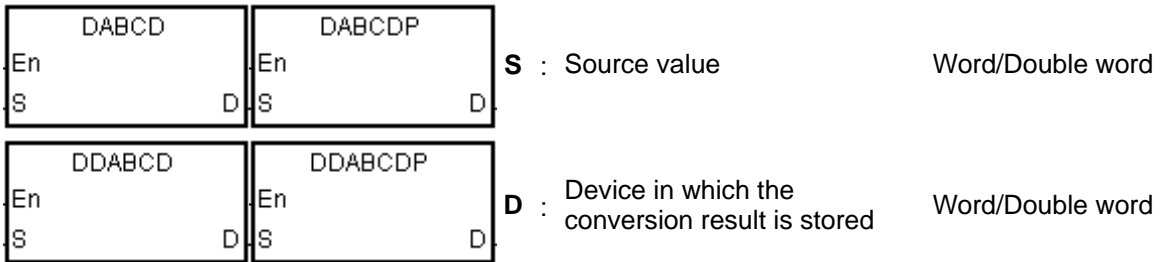 DABCD DABCDP
En En S : Source value Word/Double word
S D S D
DDABCD DDABCDP
En En D : Device in which the
conversion result is stored Word/Double word
S D S D